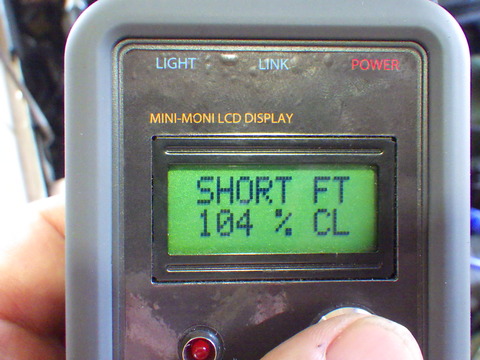 LIGHT LINK POWER
MINI-MONI LCD DISPLAY
SHORT FT
104 % CL